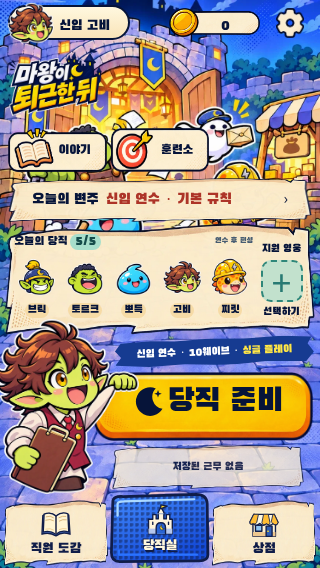 신입 고비
0
마왕이
퇴근한 뒤
이야기
훈련소
오늘의 변주 신입 연수 · 기본 규칙 ›
오늘의 당직 5/5
연수 후 편성
지원 영웅
브릭
토르크
뽀득
고비
찌릿
선택하기
신입 연수 · 10웨이브 · 싱글 플레이
당직 준비
저장된 근무 없음
직원 도감
당직실
상점